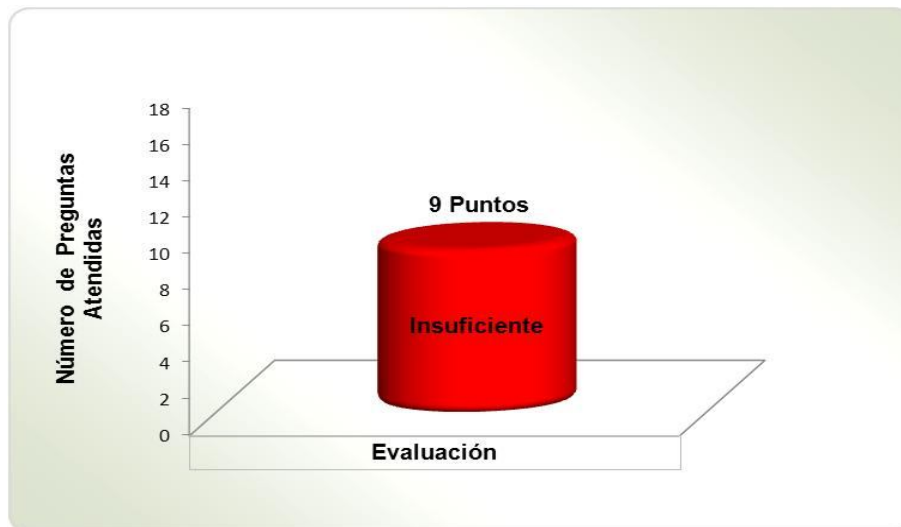 18
16
14
12
10
8
6
4
2
0
Número de Preguntas
Atendidas
9 Puntos
Insuficiente
Evaluación